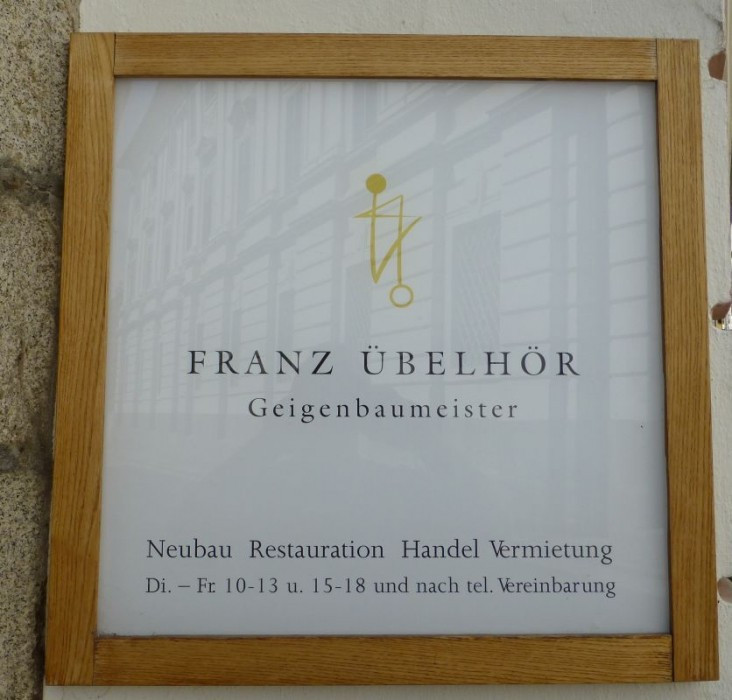 FRANZ ÜBELHÖR
Geigenbaumeister
Neubau Restauration Handel Vermietung
Di. – Fr. 10-13 u. 15-18 und nach tel. Vereinbarung